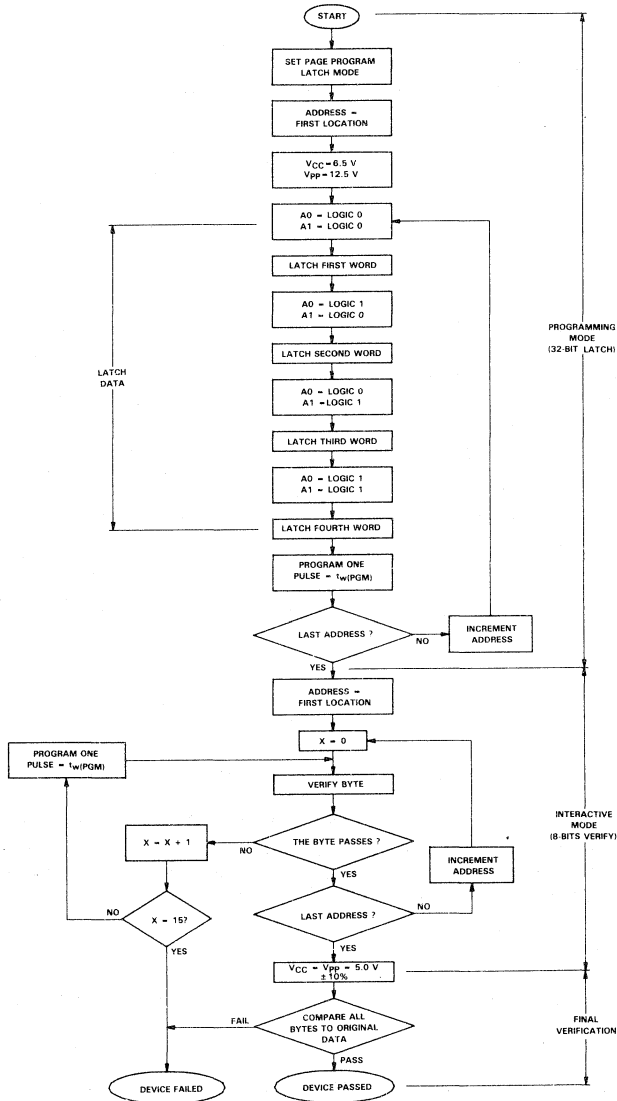 START
SET PAGE PROGRAM
LATCH MODE
ADDRESS =
FIRST LOCATION
VCC = 6.5 V
VPP = 12.5 V
A0 = LOGIC 0
A1 = LOGIC 0
LATCH FIRST WORD
A0 = LOGIC 1
A1 = LOGIC 0
PROGRAMMING
MODE
(32-BIT LATCH)
LATCH SECOND WORD
LATCH
DATA
A0 = LOGIC 0
A1 = LOGIC 1
LATCH THIRD WORD
A0 = LOGIC 1
A1 = LOGIC 1
LATCH FOURTH WORD
PROGRAM ONE
PULSE = tw(PGM)
LAST ADDRESS ?
NO
INCREMENT
ADDRESS
YES
ADDRESS =
FIRST LOCATION
X = 0
PROGRAM ONE
PULSE = tw(PGM)
VERIFY BYTE
INTERACTIVE
MODE
(8-BITS VERIFY)
X = X + 1
NO
THE BYTE PASSES ?
YES
INCREMENT
ADDRESS
NO
X = 15?
YES
LAST ADDRESS ?
NO
YES
VCC = VPP = 5.0 V
±10%
FAIL
COMPARE ALL
BYTES TO ORIGINAL
DATA
FINAL
VERIFICATION
PASS
DEVICE FAILED
DEVICE PASSED